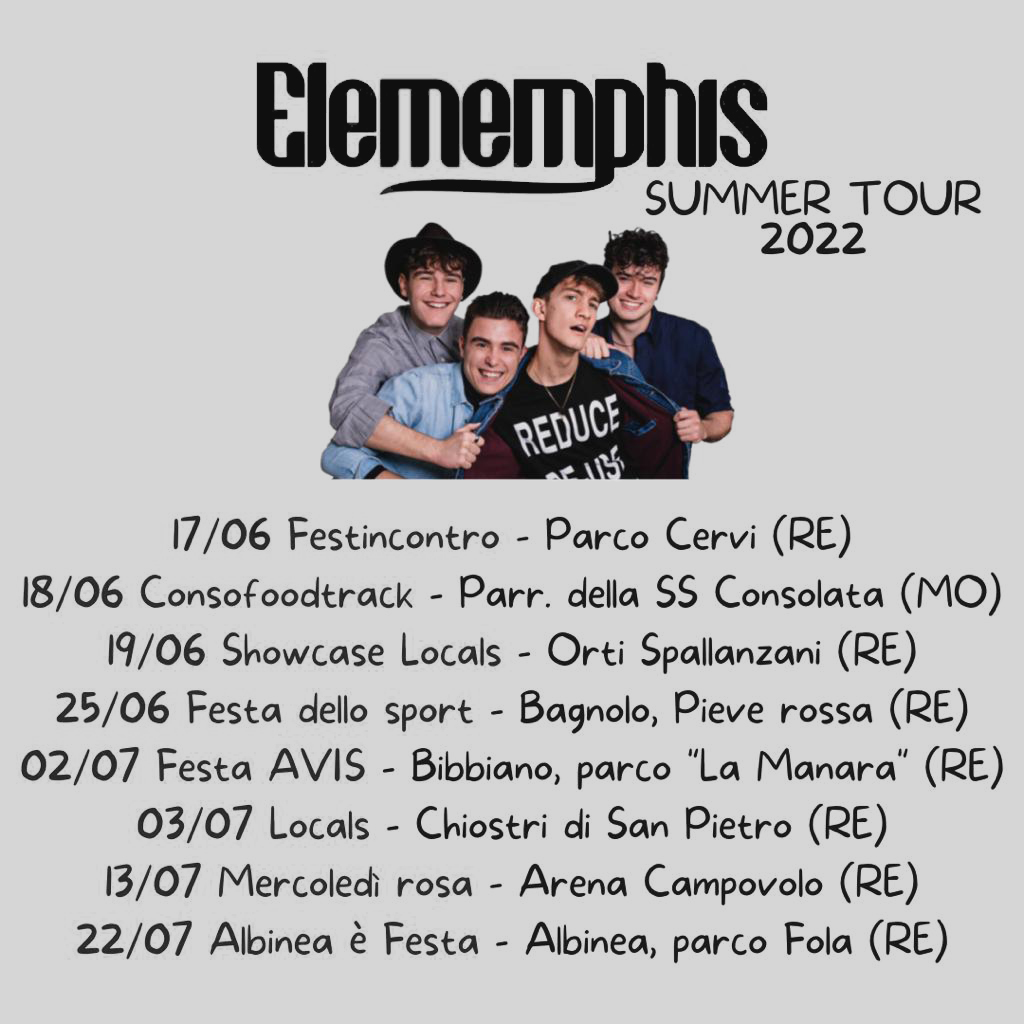 Elememphis
SUMMER TOUR
2022
REDUCE
RE-USE
17/06 Festincontro - Parco Cervi (RE)
18/06 Consofoodtrack - Parr. della SS Consolata (MO)
19/06 Showcase Locals - Orti Spallanzani (RE)
25/06 Festa dello sport - Bagnolo, Pieve rossa (RE)
02/07 Festa AVIS - Bibbiano, parco "La Manara" (RE)
03/07 Locals - Chiostri di San Pietro (RE)
13/07 Mercoledì rosa - Arena Campovolo (RE)
22/07 Albinea è Festa - Albinea, parco Fola (RE)